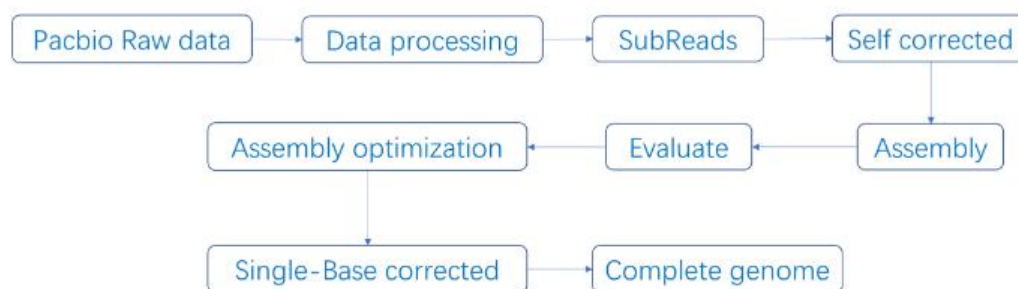 Pacbio Raw data
Data processing
SubReads
Self corrected
Assembly
Evaluate
Assembly optimization
Single-Base corrected
Complete genome